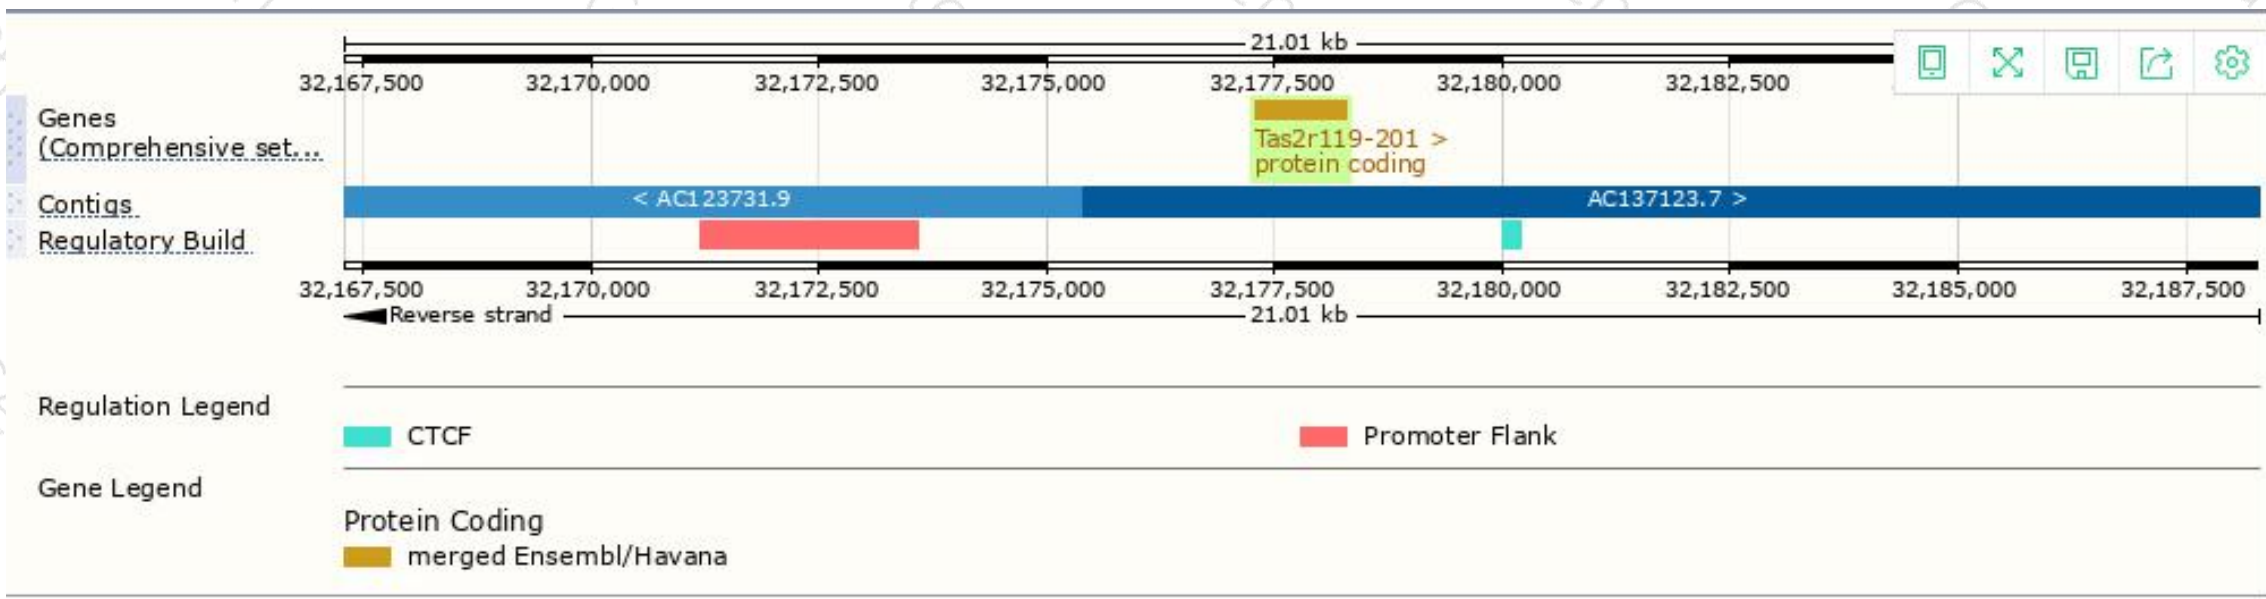 21.01 kb
32,167,500 32,170,000 32,172,500 32,175,000 32,177,500 32,180,000 32,182,500
Genes
(Comprehensive set...
Tas2r119-201 >
protein coding
Contigs
< AC123731.9 AC137123.7 >
Regulatory Build
32,167,500 32,170,000 32,172,500 32,175,000 32,177,500 32,180,000 32,182,500 32,185,000 32,187,500
Reverse strand 21.01 kb
Regulation Legend
CTCF Promoter Flank
Gene Legend
Protein Coding
merged Ensembl/Havana